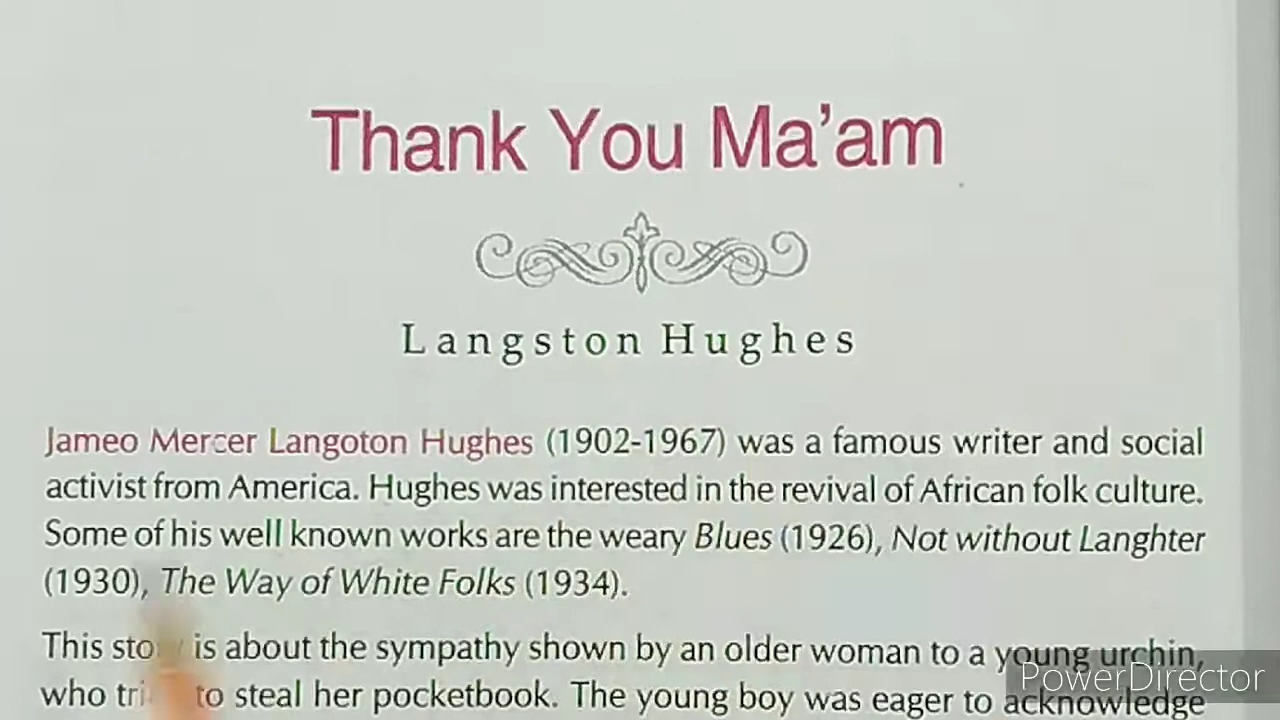 Thank You Ma'am
Langston Hughes
Jameo Mercer Langoton Hughes (1902-1967) was a famous writer and social
activist from America. Hughes was interested in the revival of African folk culture.
Some of his well known works are the weary Blues (1926), Not without Langhter
(1930), The Way of White Folks (1934).
This is about the sympathy shown by an older woman to a young urchin,
who to steal her pocketbook. The young boy was eager to acknowledge
PowerDirector